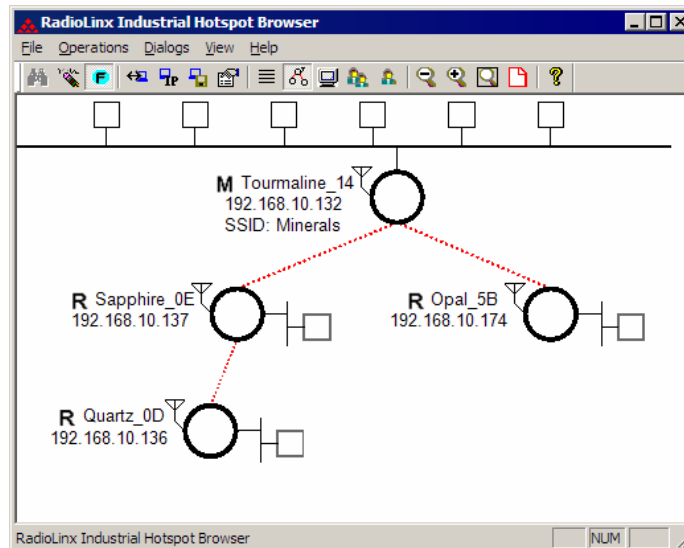 RadioLinx Industrial Hotspot Browser
File Operations Dialogs View Help
F IP ?
M Tourmaline_14
192.168.10.132
SSID: Minerals
R Sapphire_0E
192.168.10.137
R Opal_5B
192.168.10.174
R Quartz_0D
192.168.10.136
RadioLinx Industrial Hotspot Browser
NUM